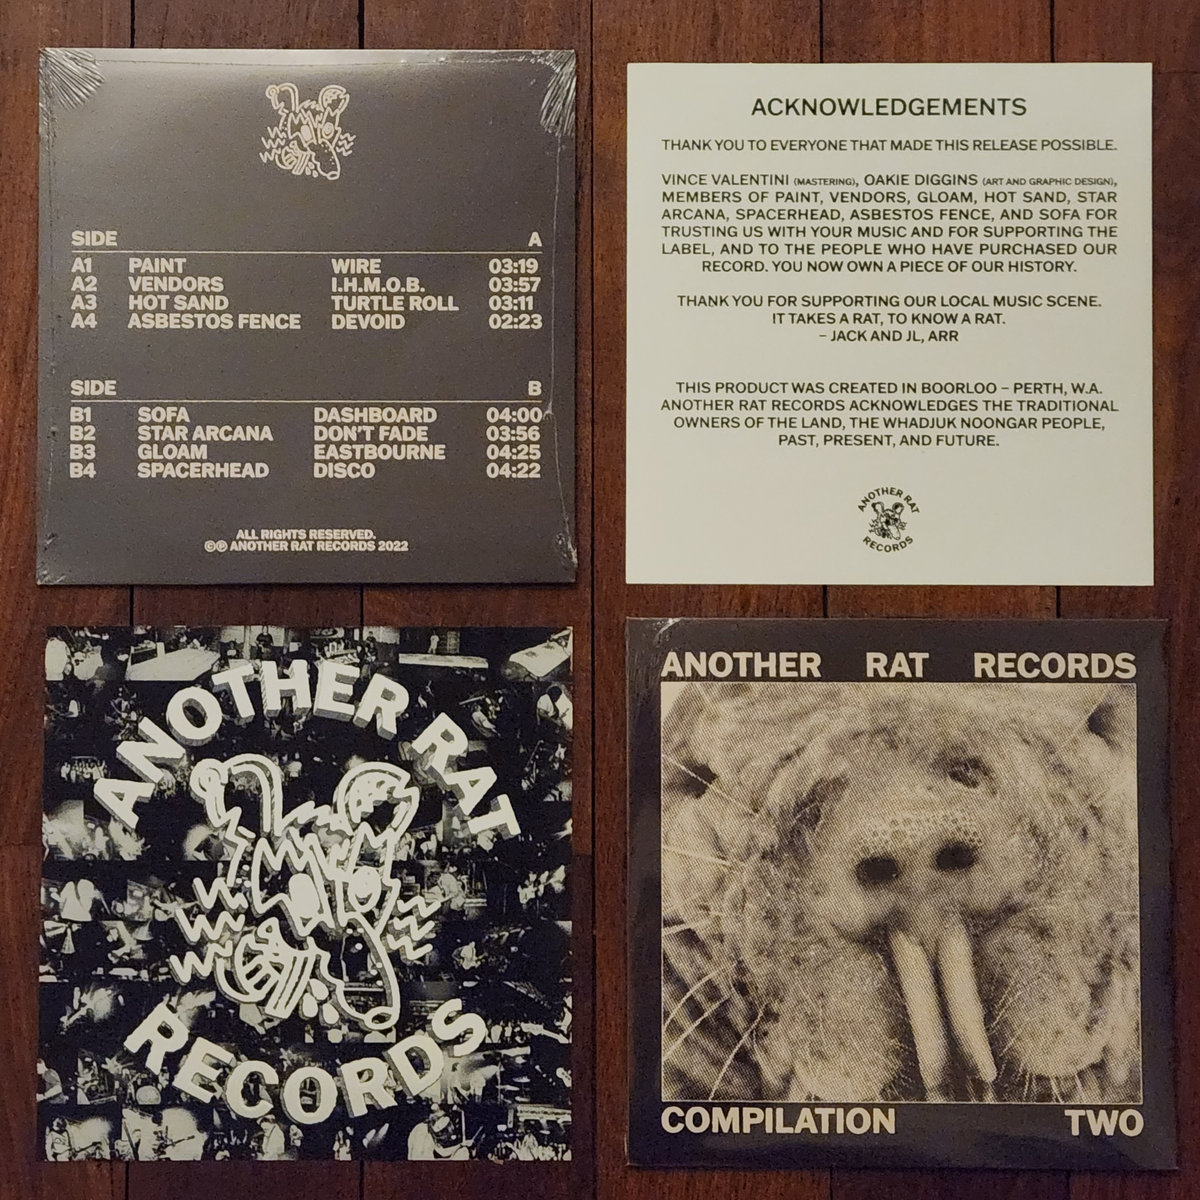 SIDE A
A1 PAINT WIRE 03:19
A2 VENDORS I.H.M.O.B. 03:57
A3 HOT SAND TURTLE ROLL 03:11
A4 ASBESTOS FENCE DEVOID 02:23
SIDE B
B1 SOFA DASHBOARD 04:00
B2 STAR ARCANA DON'T FADE 03:56
B3 GLOAM EASTBOURNE 04:25
B4 SPACERHEAD DISCO 04:22
ALL RIGHTS RESERVED.
©℗ ANOTHER RAT RECORDS 2022
ACKNOWLEDGEMENTS
THANK YOU TO EVERYONE THAT MADE THIS RELEASE POSSIBLE.
VINCE VALENTINI (MASTERING), OAKIE DIGGINS (ART AND GRAPHIC DESIGN),
MEMBERS OF PAINT, VENDORS, GLOAM, HOT SAND, STAR
ARCANA, SPACERHEAD, ASBESTOS FENCE, AND SOFA FOR
TRUSTING US WITH YOUR MUSIC AND FOR SUPPORTING THE
LABEL, AND TO THE PEOPLE WHO HAVE PURCHASED OUR
RECORD. YOU NOW OWN A PIECE OF OUR HISTORY.
THANK YOU FOR SUPPORTING OUR LOCAL MUSIC SCENE.
IT TAKES A RAT, TO KNOW A RAT.
– JACK AND JL, ARR
THIS PRODUCT WAS CREATED IN BOORLOO – PERTH, W.A.
ANOTHER RAT RECORDS ACKNOWLEDGES THE TRADITIONAL
OWNERS OF THE LAND, THE WHADJUK NOONGAR PEOPLE,
PAST, PRESENT, AND FUTURE.
ANOTHER RAT
RECORDS
ANOTHER RAT
RECORDS
ANOTHER RAT RECORDS
COMPILATION TWO